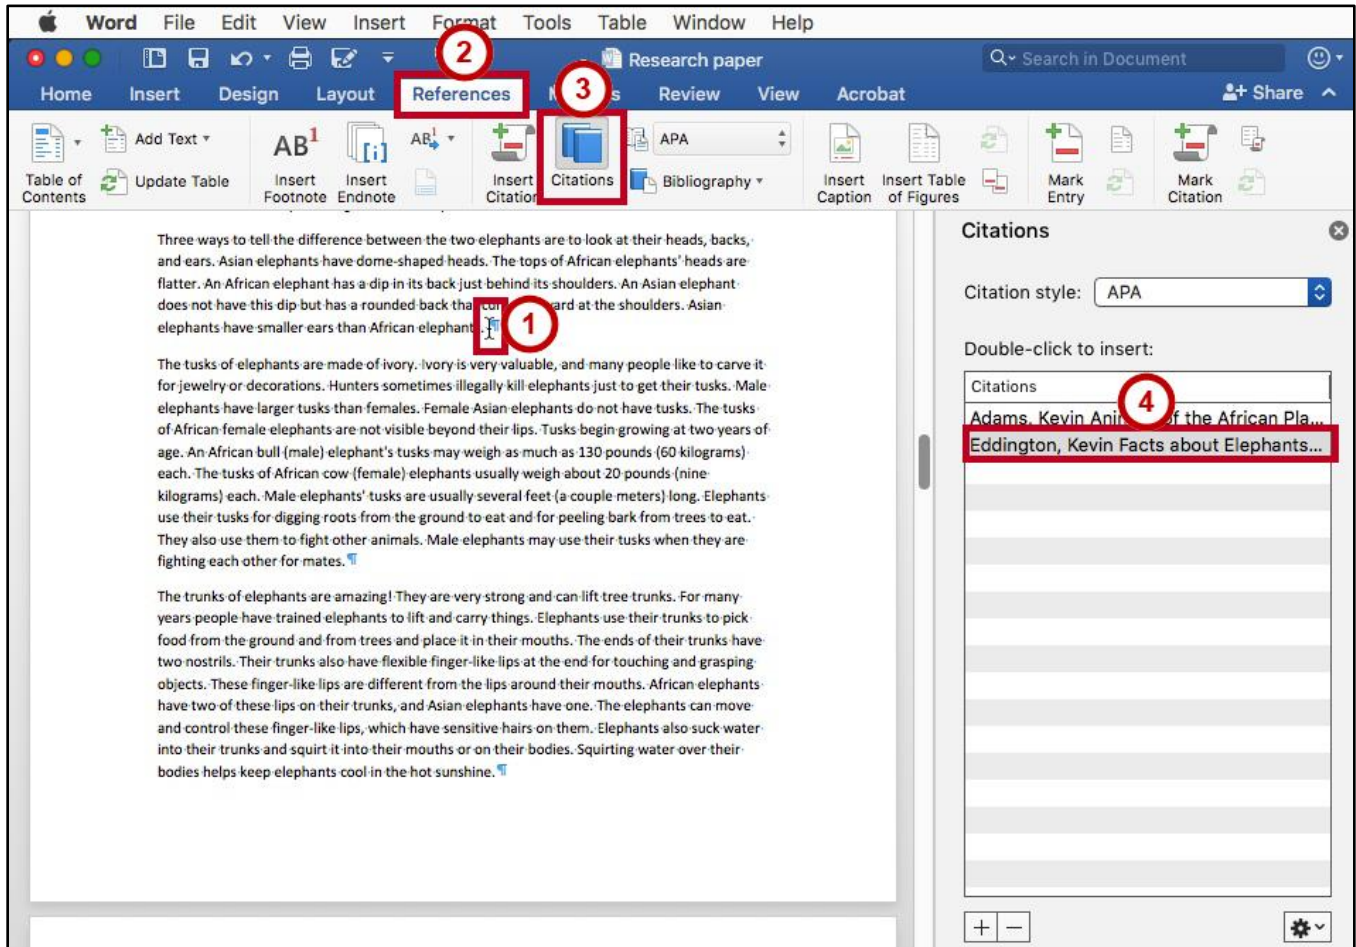 Word File Edit View Insert Format Tools Table Window Help
2
Research paper
Search in Document
Home Insert Design Layout References
3
Review View Acrobat
Share
Add Text
AB1
[i]
AB1
APA
Table of Contents
Update Table
Insert Footnote
Insert Endnote
Insert Citation
Citations
Bibliography
Insert Caption
Insert Table of Figures
Mark Entry
Mark Citation
Three ways to tell the difference between the two elephants are to look at their heads, backs,
and ears. Asian elephants have dome-shaped heads. The tops of African elephants' heads are
flatter. An African elephant has a dip in its back just behind its shoulders. An Asian elephant
does not have this dip but has a rounded back ard at the shoulders. Asian
elephants have smaller ears than African elephant .¶
1
The tusks of elephants are made of ivory. Ivory is very valuable, and many people like to carve it
for jewelry or decorations. Hunters sometimes illegally kill elephants just to get their tusks. Male
elephants have larger tusks than females. Female Asian elephants do not have tusks. The tusks
of African female elephants are not visible beyond their lips. Tusks begin growing at two years of
age. An African bull (male) elephant's tusks may weigh as much as 130 pounds (60 kilograms)
each. The tusks of African cow (female) elephants usually weigh about 20 pounds (nine
kilograms) each. Male elephants' tusks are usually several feet (a couple meters) long. Elephants
use their tusks for digging roots from the ground to eat and for peeling bark from trees to eat.
They also use them to fight other animals. Male elephants may use their tusks when they are
fighting each other for mates.¶
The trunks of elephants are amazing! They are very strong and can lift tree trunks. For many
years people have trained elephants to lift and carry things. Elephants use their trunks to pick
food from the ground and from trees and place it in their mouths. The ends of their trunks have
two nostrils. Their trunks also have flexible finger-like lips at the end for touching and grasping
objects. These finger-like lips are different from the lips around their mouths. African elephants
have two of these lips on their trunks, and Asian elephants have one. The elephants can move
and control these finger-like lips, which have sensitive hairs on them. Elephants also suck water
into their trunks and squirt it into their mouths or on their bodies. Squirting water over their
bodies helps keep elephants cool in the hot sunshine.¶
Citations
Citation style: APA
Double-click to insert:
Citations
4
Adams, Kevin Ani of the African Pla...
Eddington, Kevin Facts about Elephants...
+ −